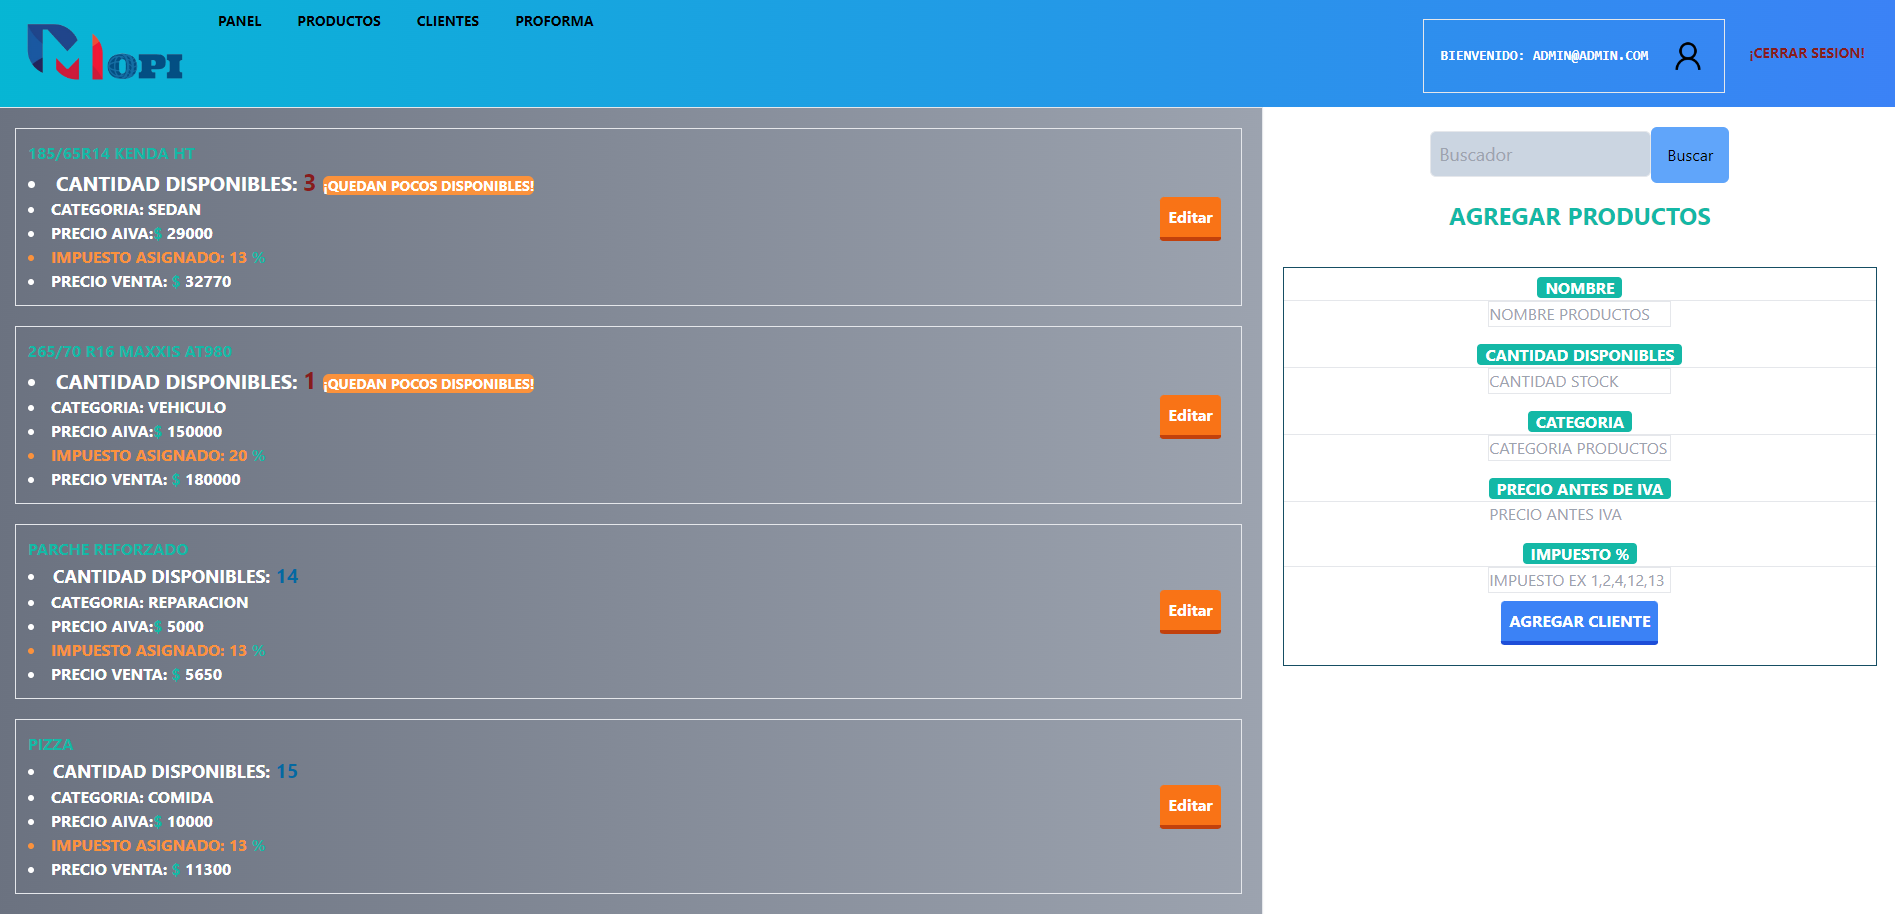 OPI
PANEL PRODUCTOS CLIENTES PROFORMA
BIENVENIDO: ADMIN@ADMIN.COM
¡CERRAR SESION!
185/65R14 KENDA HT
CANTIDAD DISPONIBLES: 3 ¡QUEDAN POCOS DISPONIBLES!
CATEGORIA: SEDAN
PRECIO AIVA:$ 29000
IMPUESTO ASIGNADO: 13 %
PRECIO VENTA: $ 32770
Editar
265/70 R16 MAXXIS AT980
CANTIDAD DISPONIBLES: 1 ¡QUEDAN POCOS DISPONIBLES!
CATEGORIA: VEHICULO
PRECIO AIVA:$ 150000
IMPUESTO ASIGNADO: 20 %
PRECIO VENTA: $ 180000
Editar
PARCHE REFORZADO
CANTIDAD DISPONIBLES: 14
CATEGORIA: REPARACION
PRECIO AIVA:$ 5000
IMPUESTO ASIGNADO: 13 %
PRECIO VENTA: $ 5650
Editar
PIZZA
CANTIDAD DISPONIBLES: 15
CATEGORIA: COMIDA
PRECIO AIVA:$ 10000
IMPUESTO ASIGNADO: 13 %
PRECIO VENTA: $ 11300
Editar
Buscador Buscar
AGREGAR PRODUCTOS
NOMBRE
NOMBRE PRODUCTOS
CANTIDAD DISPONIBLES
CANTIDAD STOCK
CATEGORIA
CATEGORIA PRODUCTOS
PRECIO ANTES DE IVA
PRECIO ANTES IVA
IMPUESTO %
IMPUESTO EX 1,2,4,12,13
AGREGAR CLIENTE